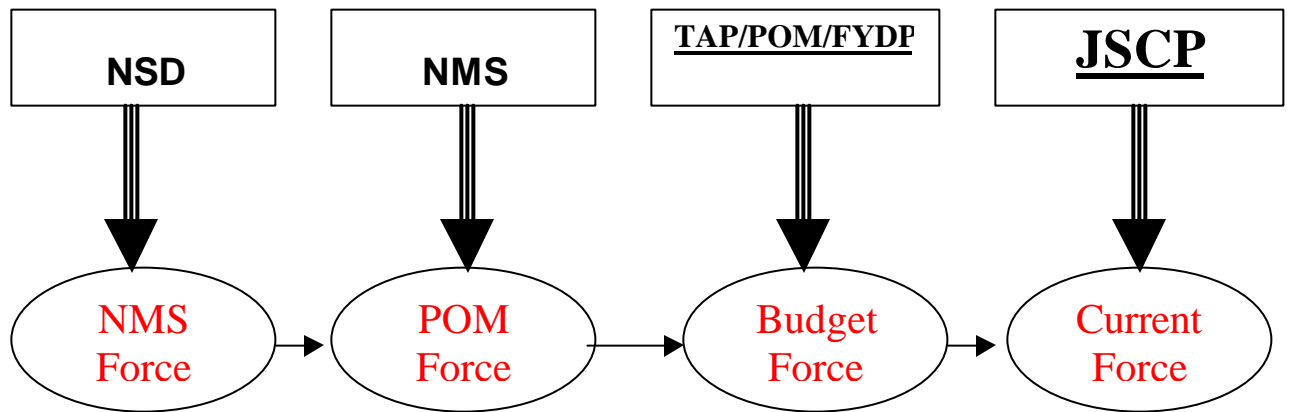 NSD
NMS
TAP/POM/FYDP
JSCP
NMS
Force
POM
Force
Budget
Force
Current
Force